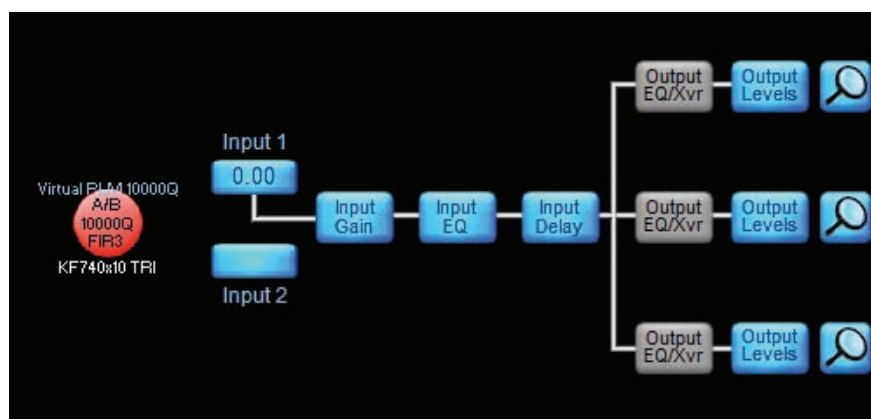 Output
EQ/Xvr
Output
Levels
Input 1
0.00
Virtual PLM 10000Q
A/B
10000Q
FIR3
KF740x10 TRI
Input
Gain
Input
EQ
Input
Delay
Output
EQ/Xvr
Output
Levels
Input 2
Output
EQ/Xvr
Output
Levels